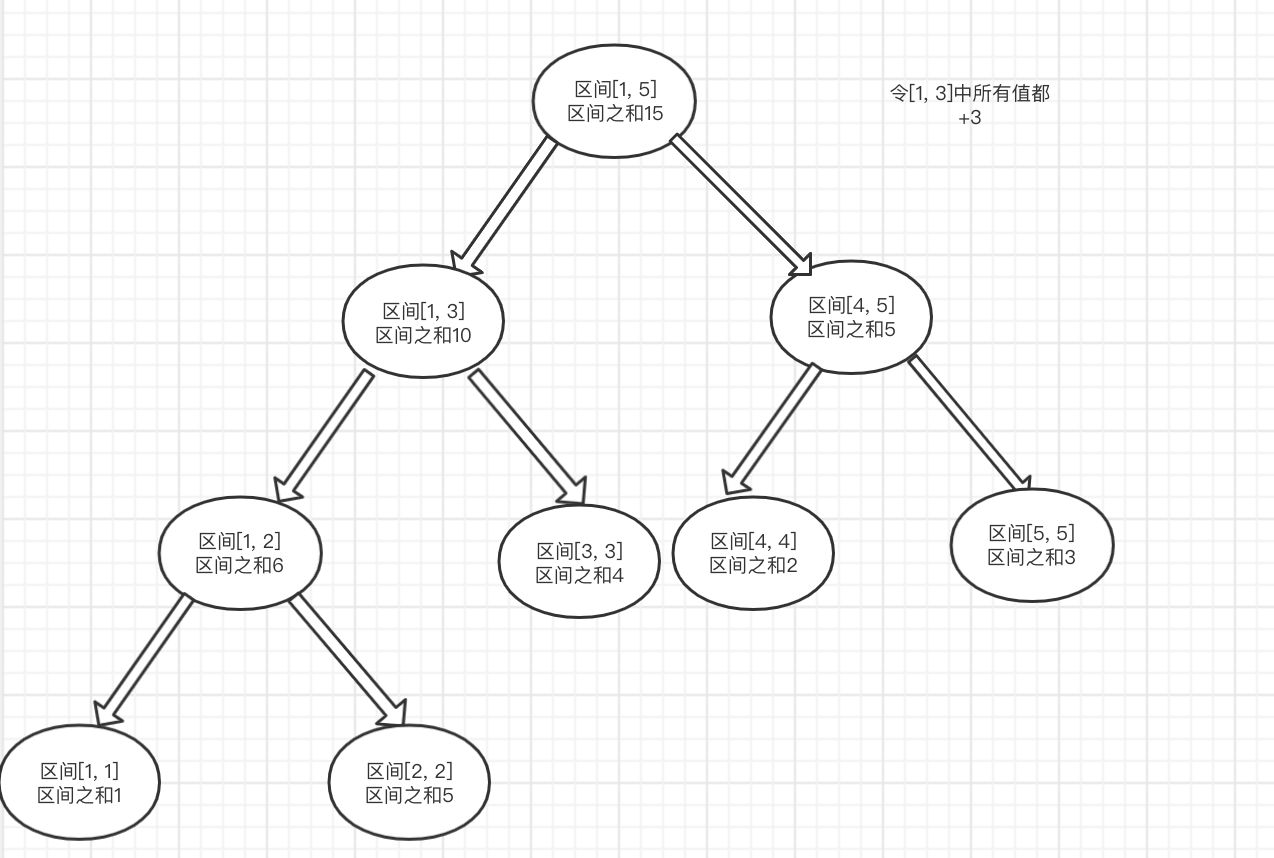 区间[1, 5]
区间之和15
令[1, 3]中所有值都
+3
区间[1, 3]
区间之和10
区间[4, 5]
区间之和5
区间[1, 2]
区间之和6
区间[3, 3]
区间之和4
区间[4, 4]
区间之和2
区间[5, 5]
区间之和3
区间[1, 1]
区间之和1
区间[2, 2]
区间之和5